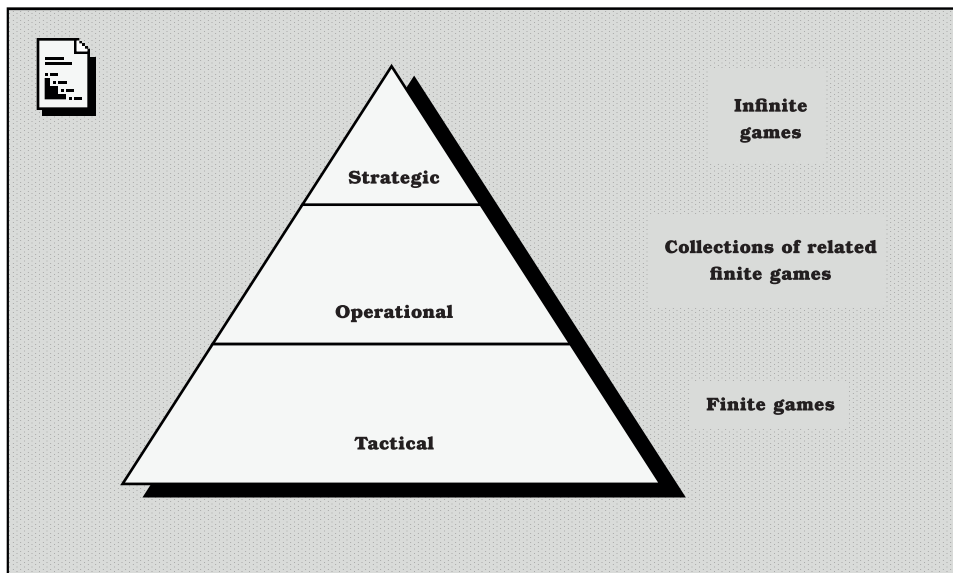 Infinite
games
Strategic
Collections of related
finite games
Operational
Finite games
Tactical